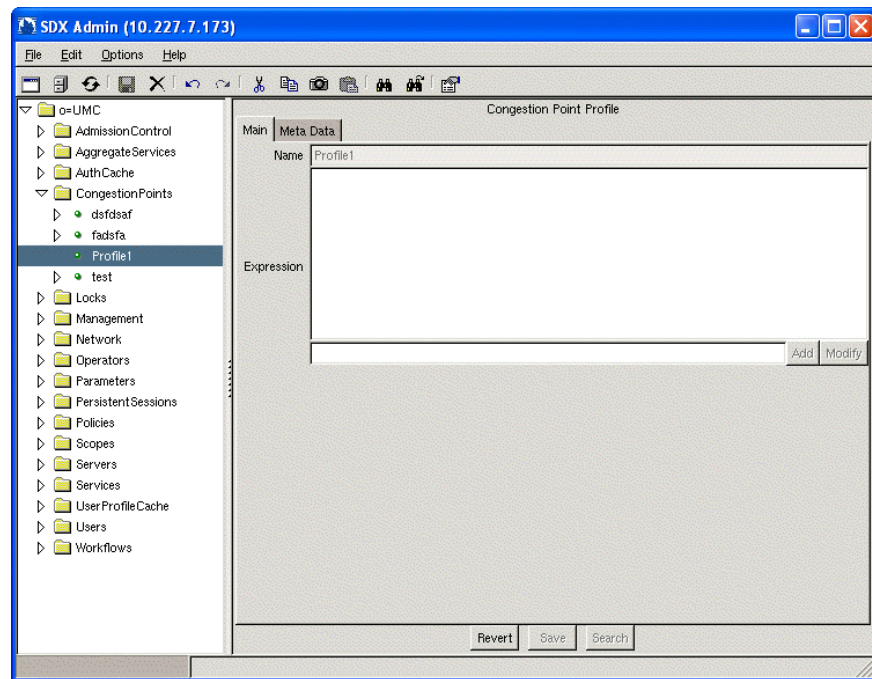 SDX Admin (10.227.7.173)
File Edit Options Help
o=UMC
AdmissionControl
AggregateServices
AuthCache
CongestionPoints
dsfdsaf
fadsfa
Profile1
test
Locks
Management
Network
Operators
Parameters
PersistentSessions
Policies
Scopes
Servers
Services
UserProfileCache
Users
Workflows
Congestion Point Profile
Main Meta Data
Name Profile1
Expression
Add Modify
Revert Save Search